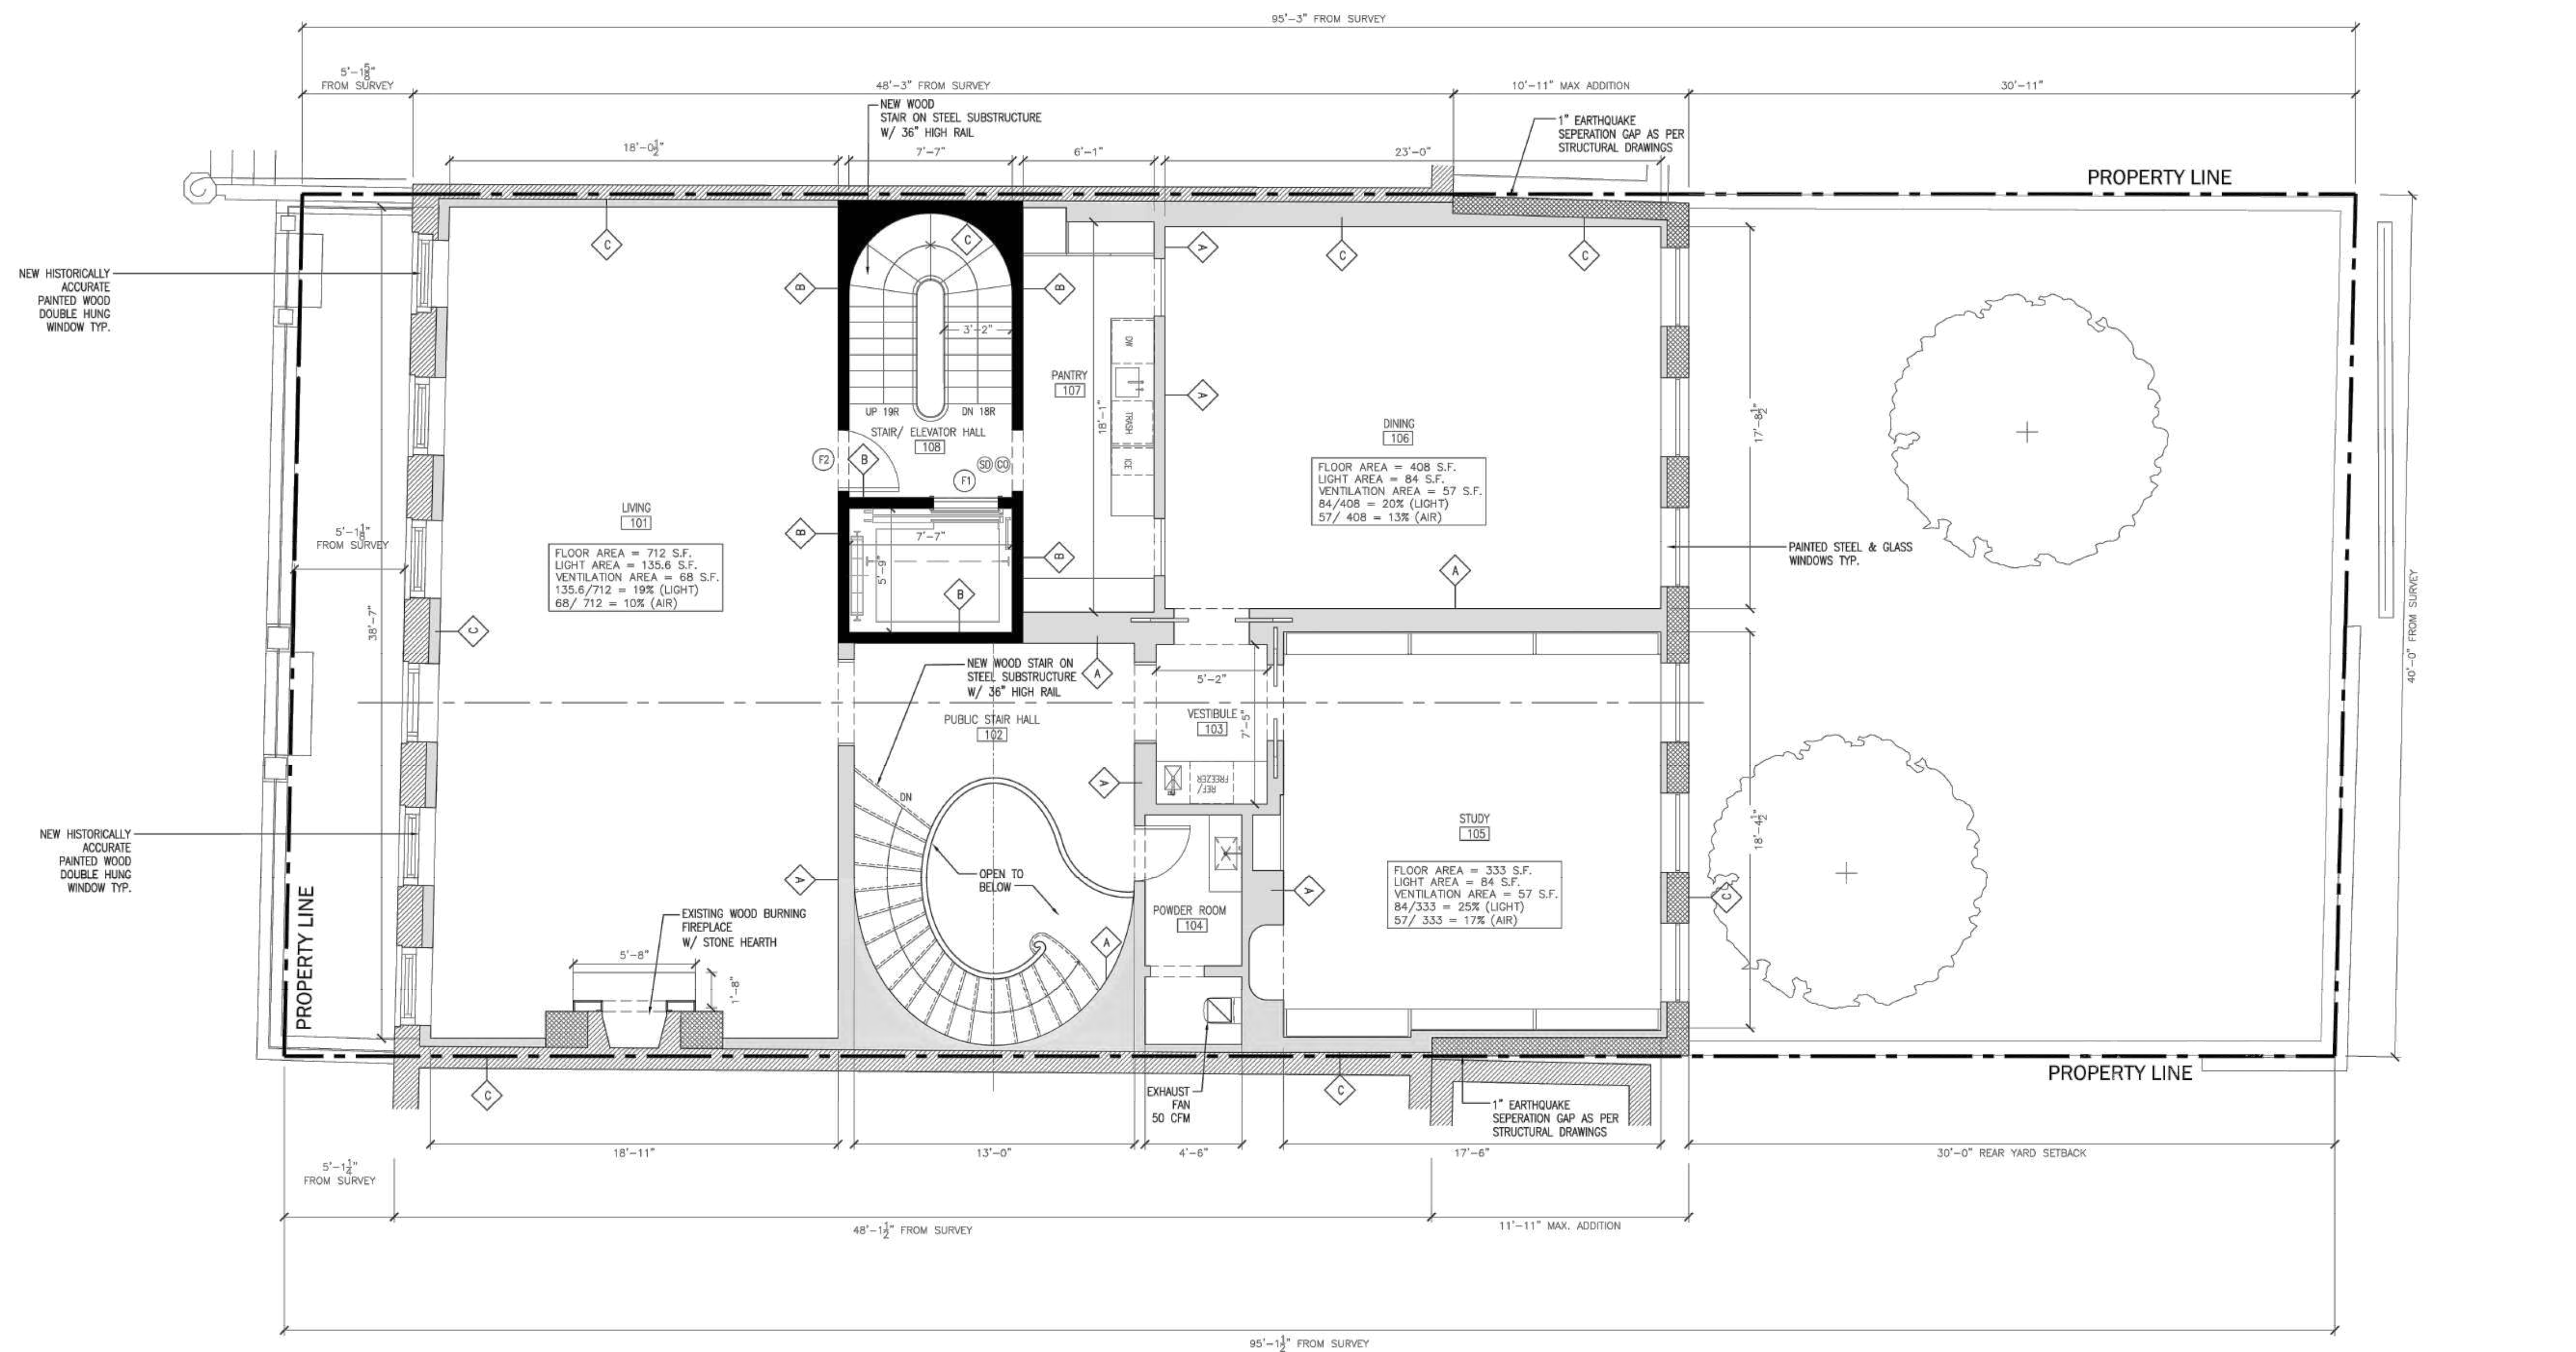 95'-3" FROM SURVEY
5'-1 5/8"
FROM SURVEY
48'-3" FROM SURVEY
10'-11" MAX ADDITION
30'-11"
NEW WOOD
STAIR ON STEEL SUBSTRUCTURE
W/ 36" HIGH RAIL
1" EARTHQUAKE
SEPERATION GAP AS PER
STRUCTURAL DRAWINGS
18'-0 1/2"
7'-7"
6'-1"
23'-0"
PROPERTY LINE
C
C
C
C
A
B
B
NEW HISTORICALLY
ACCURATE
PAINTED WOOD
DOUBLE HUNG
WINDOW TYP.
3'-2"
DW
PANTRY
107
TRASH
ICE
18'-1"
A
UP 19R
DN 18R
STAIR/ ELEVATOR HALL
108
F2
B
SD
CO
F1
DINING
106
FLOOR AREA = 408 S.F.
LIGHT AREA = 84 S.F.
VENTILATION AREA = 57 S.F.
84/408 = 20% (LIGHT)
57/ 408 = 13% (AIR)
17'-8 1/2"
LIVING
101
FLOOR AREA = 712 S.F.
LIGHT AREA = 135.6 S.F.
VENTILATION AREA = 68 S.F.
135.6/712 = 19% (LIGHT)
68/ 712 = 10% (AIR)
5'-1 1/8"
FROM SURVEY
B
7'-7"
5'-9"
B
B
A
PAINTED STEEL & GLASS
WINDOWS TYP.
38'-7"
C
40'-0" FROM SURVEY
NEW WOOD STAIR ON
STEEL SUBSTRUCTURE
W/ 36" HIGH RAIL
A
5'-2"
PUBLIC STAIR HALL
102
VESTIBULE
103
7'-5"
A
REF/
FREEZER
DN
NEW HISTORICALLY
ACCURATE
PAINTED WOOD
DOUBLE HUNG
WINDOW TYP.
STUDY
105
FLOOR AREA = 333 S.F.
LIGHT AREA = 84 S.F.
VENTILATION AREA = 57 S.F.
84/333 = 25% (LIGHT)
57/ 333 = 17% (AIR)
18'-4 1/2"
C
A
OPEN TO
BELOW
A
POWDER ROOM
104
A
EXISTING WOOD BURNING
FIREPLACE
W/ STONE HEARTH
5'-8"
1'-8"
PROPERTY LINE
PROPERTY LINE
C
EXHAUST
FAN
50 CFM
C
1" EARTHQUAKE
SEPERATION GAP AS PER
STRUCTURAL DRAWINGS
18'-11"
13'-0"
4'-6"
17'-6"
30'-0" REAR YARD SETBACK
5'-1 1/4"
FROM SURVEY
48'-1 1/2" FROM SURVEY
11'-11" MAX. ADDITION
95'-1 1/2" FROM SURVEY